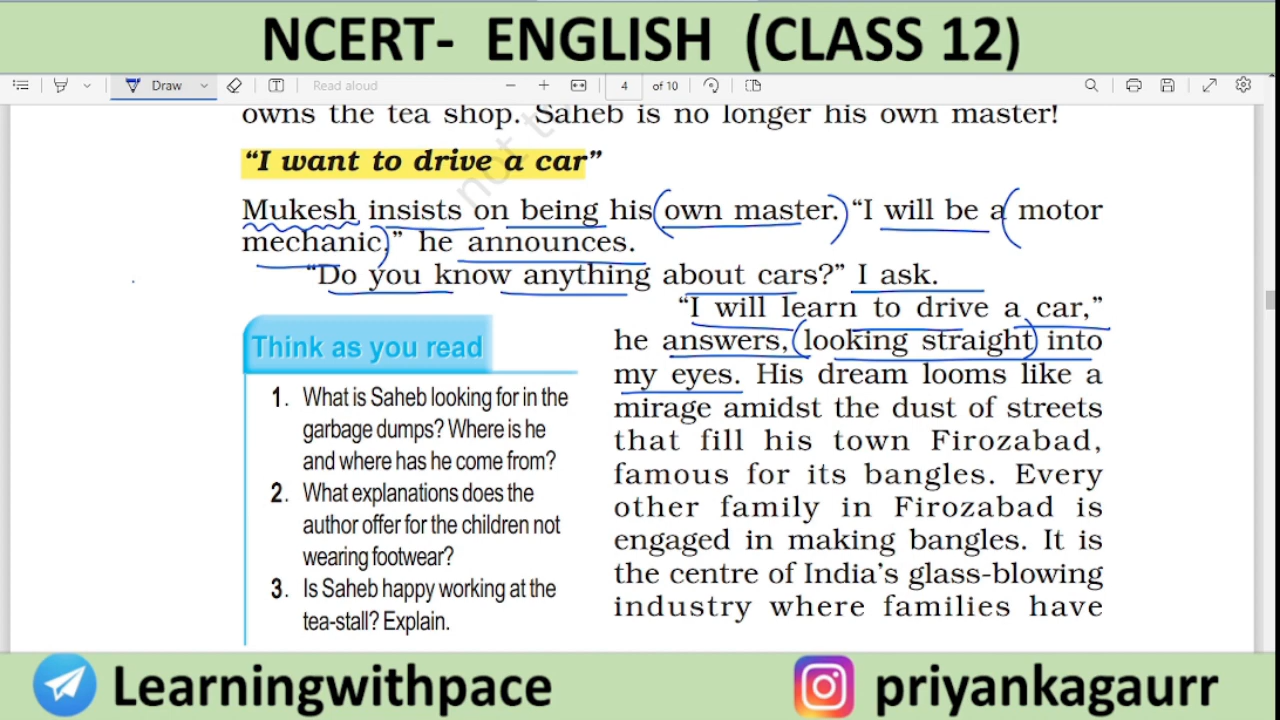 NCERT- ENGLISH (CLASS 12)
Draw
Read aloud
4 of 10
owns the tea shop. Saheb is no longer his own master!
not t
“I want to drive a car”
Mukesh insists on being his own master. “I will be a motor
mechanic,” he announces.
“Do you know anything about cars?” I ask.
“I will learn to drive a car,”
he answers, looking straight into
my eyes. His dream looms like a
mirage amidst the dust of streets
that fill his town Firozabad,
famous for its bangles. Every
other family in Firozabad is
engaged in making bangles. It is
the centre of India’s glass-blowing
industry where families have
Think as you read
1. What is Saheb looking for in the
garbage dumps? Where is he
and where has he come from?
2. What explanations does the
author offer for the children not
wearing footwear?
3. Is Saheb happy working at the
tea-stall? Explain.
Learningwithpace
priyankagaurr